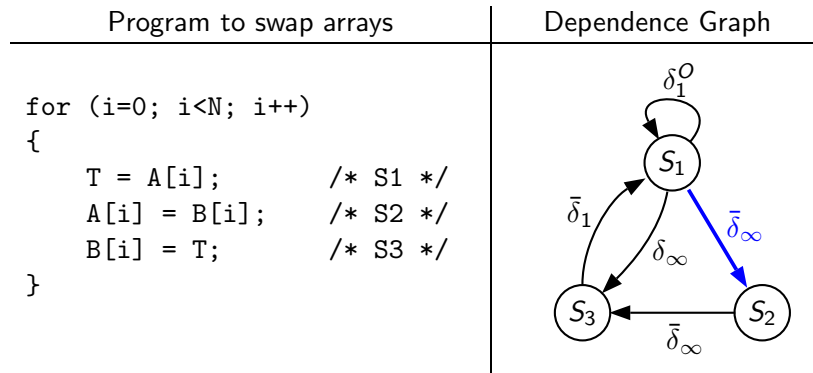 Program to swap arrays
Dependence Graph
for (i=0; i<N; i++)
{
T = A[i]; /* S1 */
A[i] = B[i]; /* S2 */
B[i] = T; /* S3 */
}
δ₁ᴼ
S₁
δ̄₁
δ∞
δ̄∞
S₃
S₂
δ̄∞